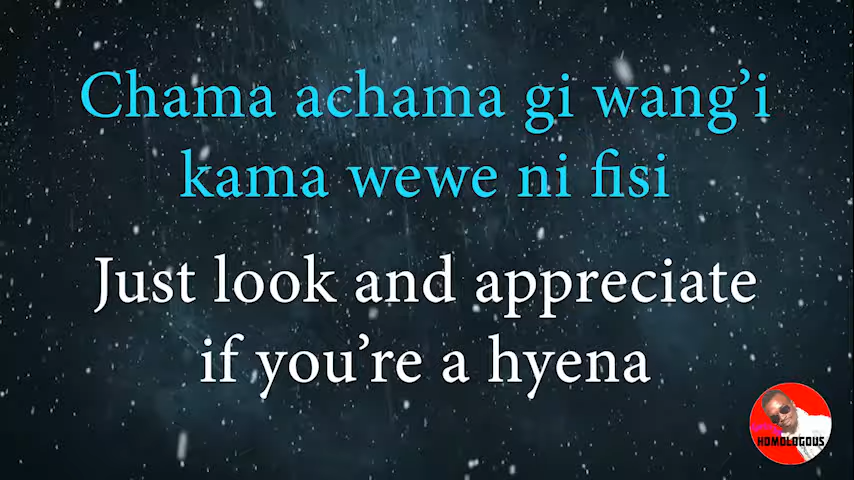 Chama achama gi wang'i
kama wewe ni fisi
Just look and appreciate
if you're a hyena
HOMOLOGOUS